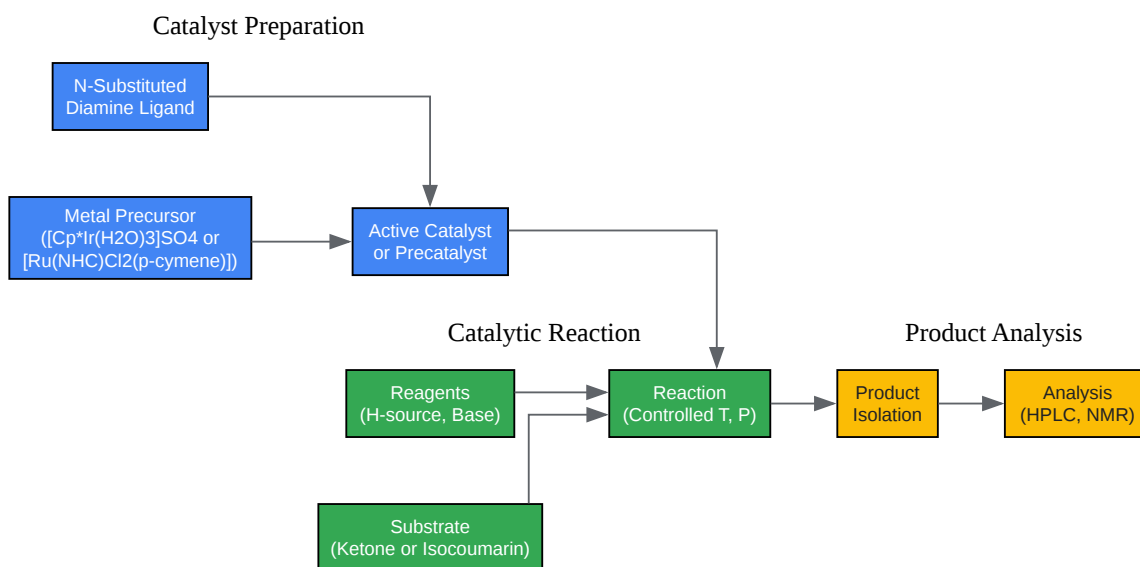 Catalyst Preparation
N-Substituted
Diamine Ligand
Metal Precursor
([Cp*Ir(H2O)3]SO4 or
[Ru(NHC)Cl2(p-cymene)])
Active Catalyst
or Precatalyst
Catalytic Reaction
Product Analysis
Reagents
(H-source, Base)
Reaction
(Controlled T, P)
Product
Isolation
Analysis
(HPLC, NMR)
Substrate
(Ketone or Isocoumarin)